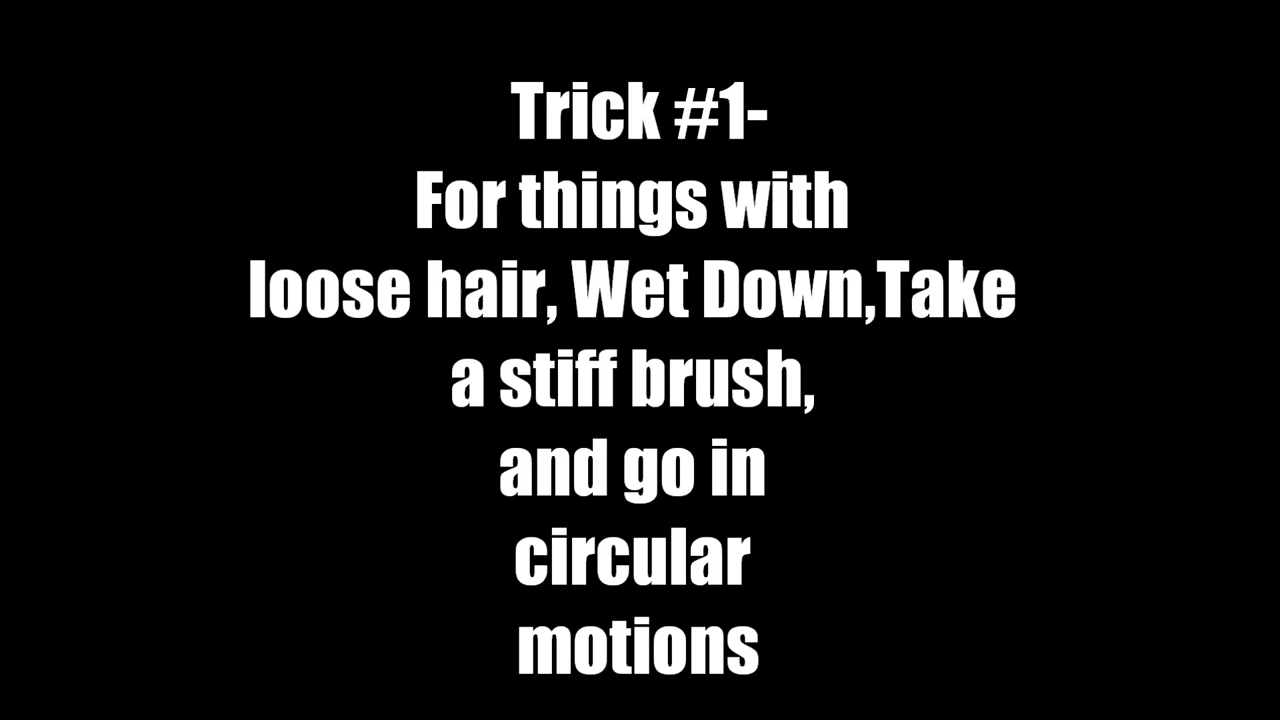 Trick #1-
For things with
loose hair, Wet Down,Take
a stiff brush,
and go in
circular
motions